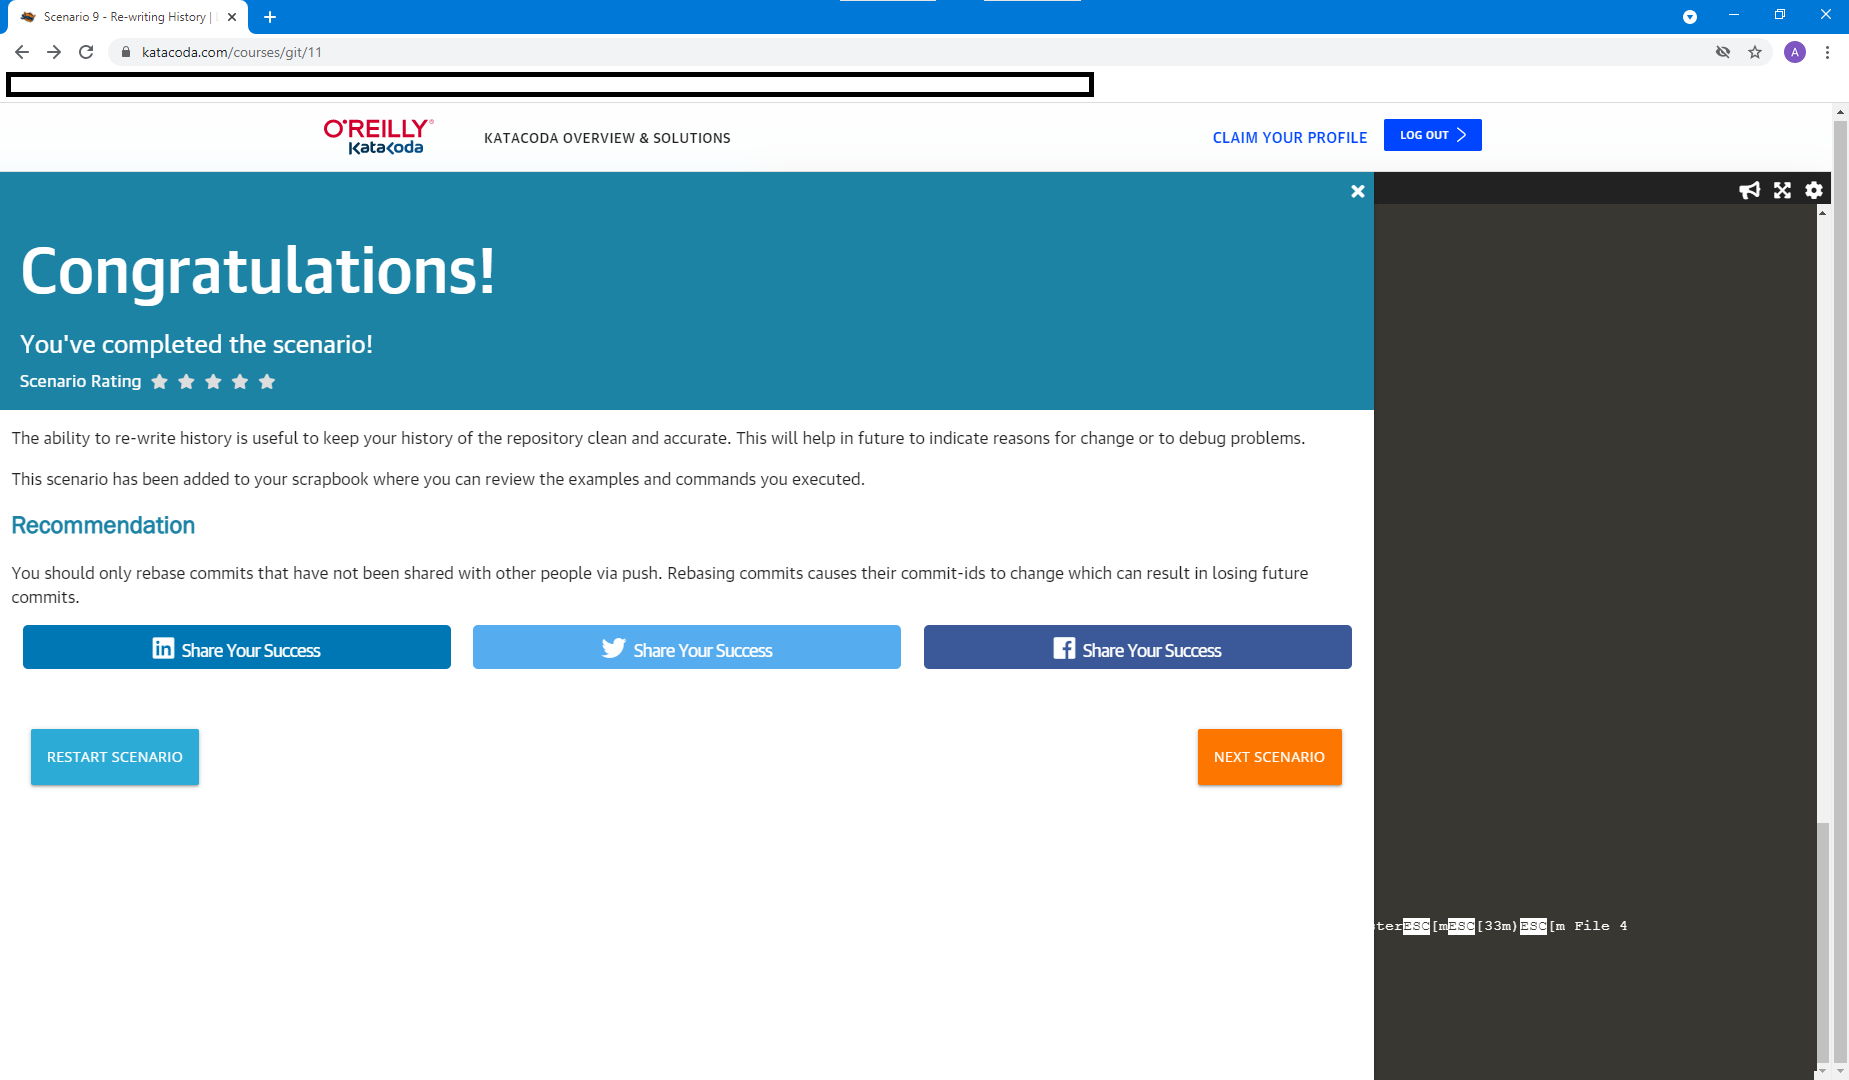 Scenario 9 - Re-writing History |
katacoda.com/courses/git/11
A
O'REILLY®
KataKoda
KATACODA OVERVIEW & SOLUTIONS
CLAIM YOUR PROFILE
LOG OUT
Congratulations!
You've completed the scenario!
Scenario Rating
The ability to re-write history is useful to keep your history of the repository clean and accurate. This will help in future to indicate reasons for change or to debug problems.
This scenario has been added to your scrapbook where you can review the examples and commands you executed.
Recommendation
You should only rebase commits that have not been shared with other people via push. Rebasing commits causes their commit-ids to change which can result in losing future
commits.
in Share Your Success
Share Your Success
f Share Your Success
RESTART SCENARIO
NEXT SCENARIO
sterESC[mESC[33m)ESC[m File 4